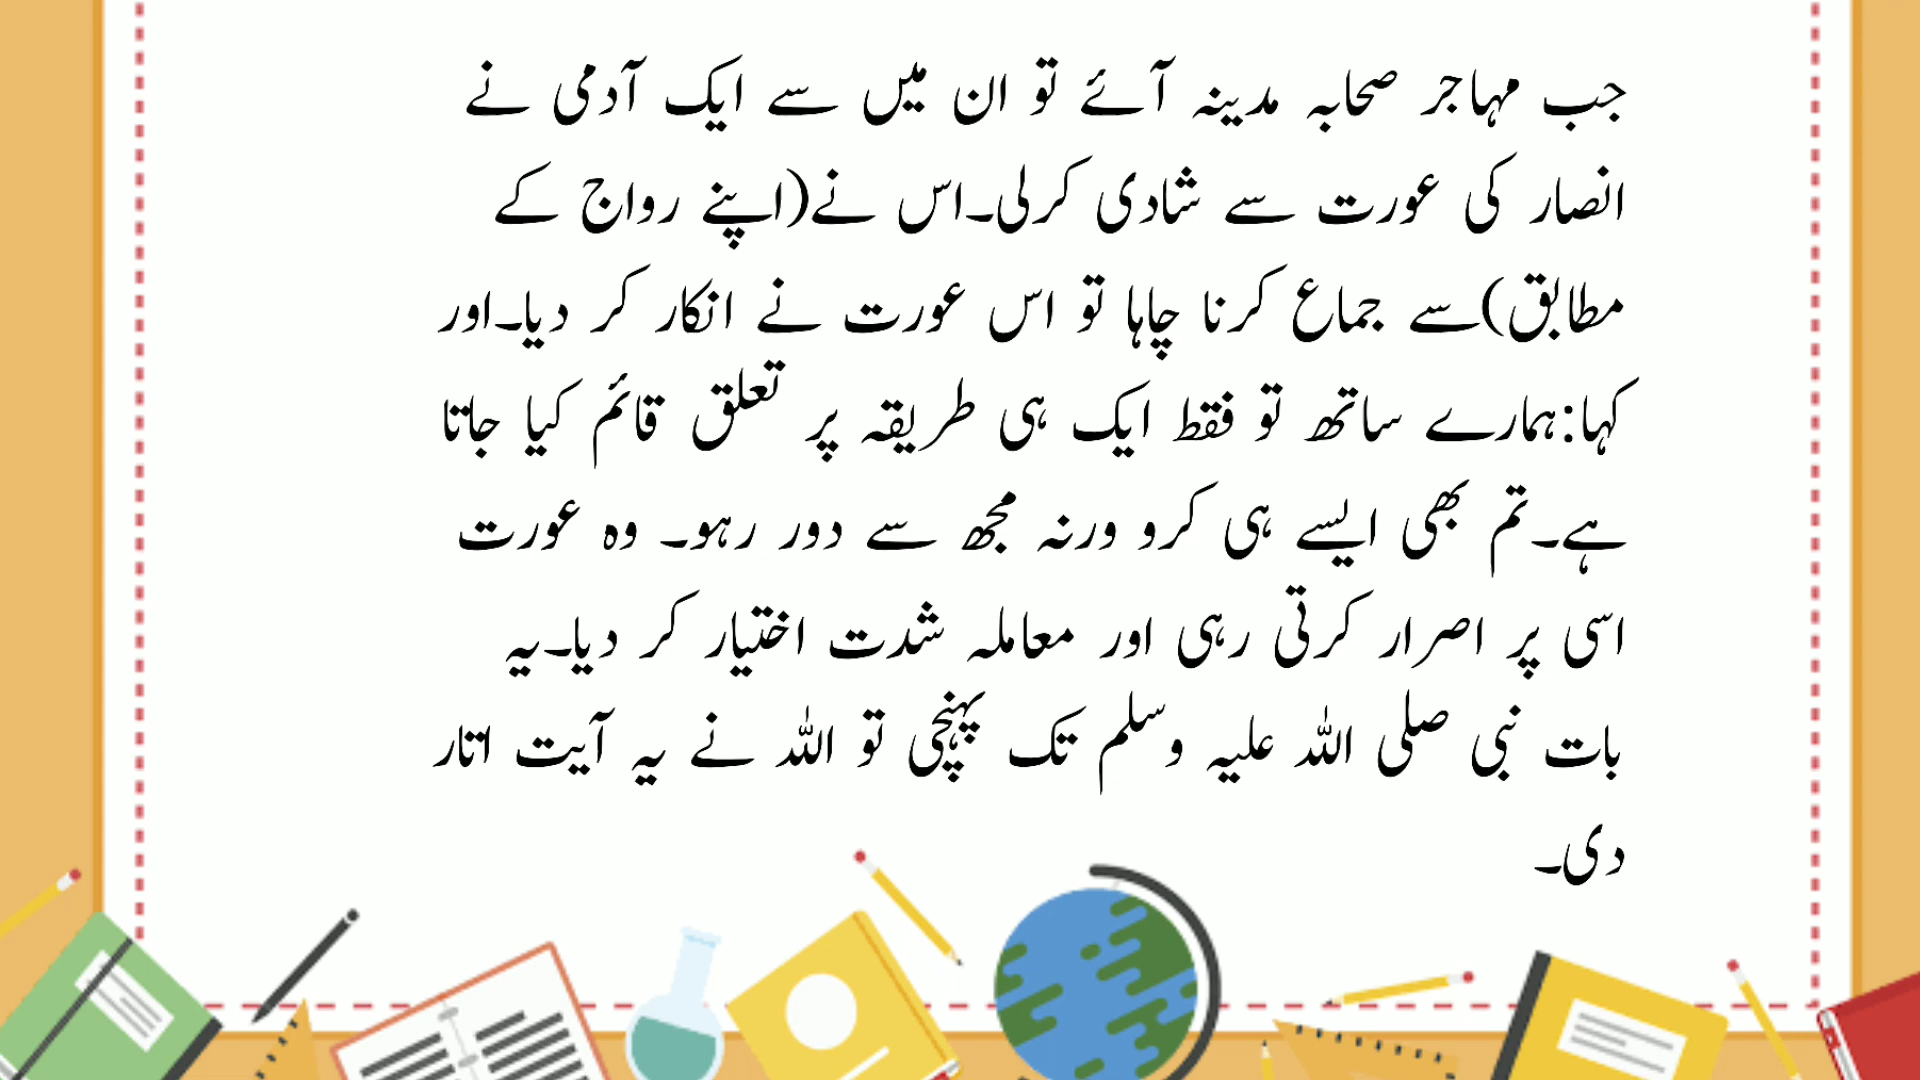 جب مہاجر صحابہ مدینہ آئے تو ان میں سے ایک آدمی نے
انصار کی عورت سے شادی کرلی۔اس نے(اپنے رواج کے
مطابق)سے جماع کرنا چاہا تو اس عورت نے انکار کر دیا۔اور
کہا:ہمارے ساتھ تو فقط ایک ہی طریقہ پر تعلق قائم کیا جاتا
ہے۔تم بھی ایسے ہی کرو ورنہ مجھ سے دور رہو۔ وہ عورت
اسی پر اصرار کرتی رہی اور معاملہ شدت اختیار کر دیا۔یہ
بات نبی صلی اللہ علیہ وسلم تک پہنچی تو اللہ نے یہ آیت اتار
دی۔